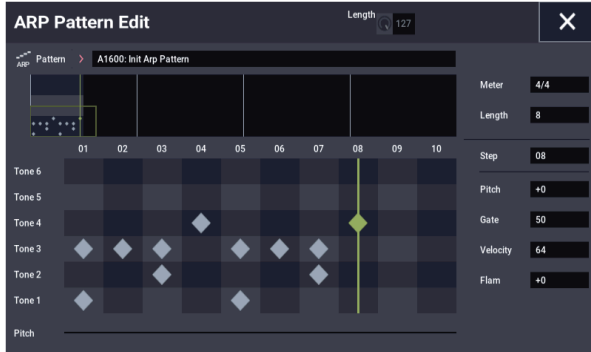 ARP Pattern Edit
Length
127
ARP Pattern > A1600: Init Arp Pattern
Meter 4/4
Length 8
01 02 03 04 05 06 07 08 09 10
Step 08
Tone 6
Tone 5
Pitch +0
Tone 4
Gate 50
Tone 3
Velocity 64
Tone 2
Flam +0
Tone 1
Pitch